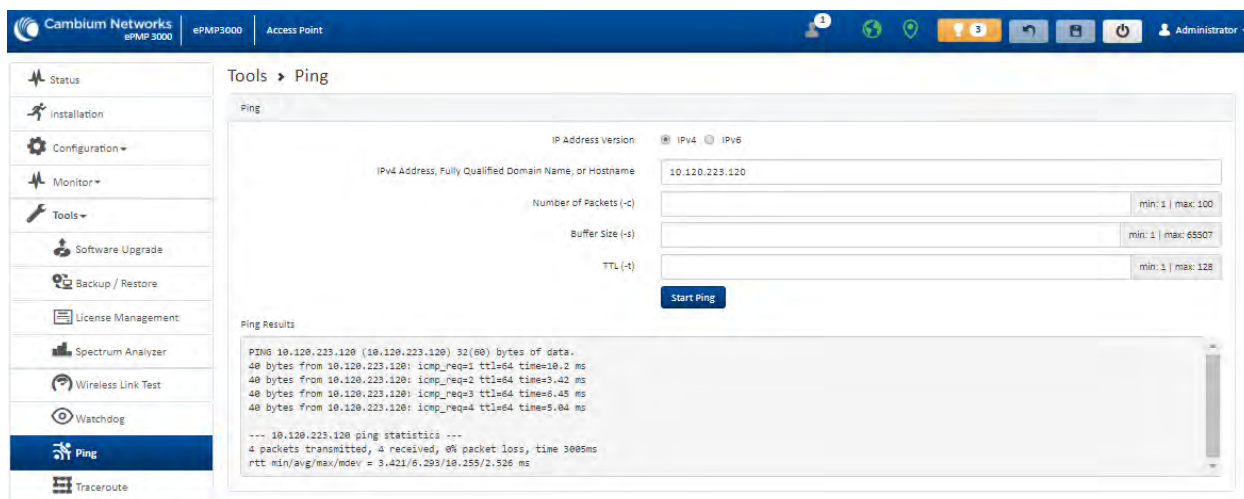 Cambium Networks
ePMP 3000
ePMP3000
Access Point
1
3
Administrator
Status
Installation
Configuration
Monitor
Tools
Software Upgrade
Backup / Restore
License Management
Spectrum Analyzer
Wireless Link Test
Watchdog
Ping
Traceroute
Tools > Ping
Ping
IP Address Version IPv4 IPv6
IPv4 Address, Fully Qualified Domain Name, or Hostname 10.120.223.120
Number of Packets (-c) min: 1 | max: 100
Buffer Size (-s) min: 1 | max: 65507
TTL (-t) min: 1 | max: 128
Start Ping
Ping Results
PING 10.120.223.120 (10.120.223.120) 32(60) bytes of data.
40 bytes from 10.120.223.120: icmp_req=1 ttl=64 time=10.2 ms
40 bytes from 10.120.223.120: icmp_req=2 ttl=64 time=3.42 ms
40 bytes from 10.120.223.120: icmp_req=3 ttl=64 time=6.45 ms
40 bytes from 10.120.223.120: icmp_req=4 ttl=64 time=5.04 ms
--- 10.120.223.120 ping statistics ---
4 packets transmitted, 4 received, 0% packet loss, time 3005ms
rtt min/avg/max/mdev = 3.421/6.293/10.255/2.526 ms